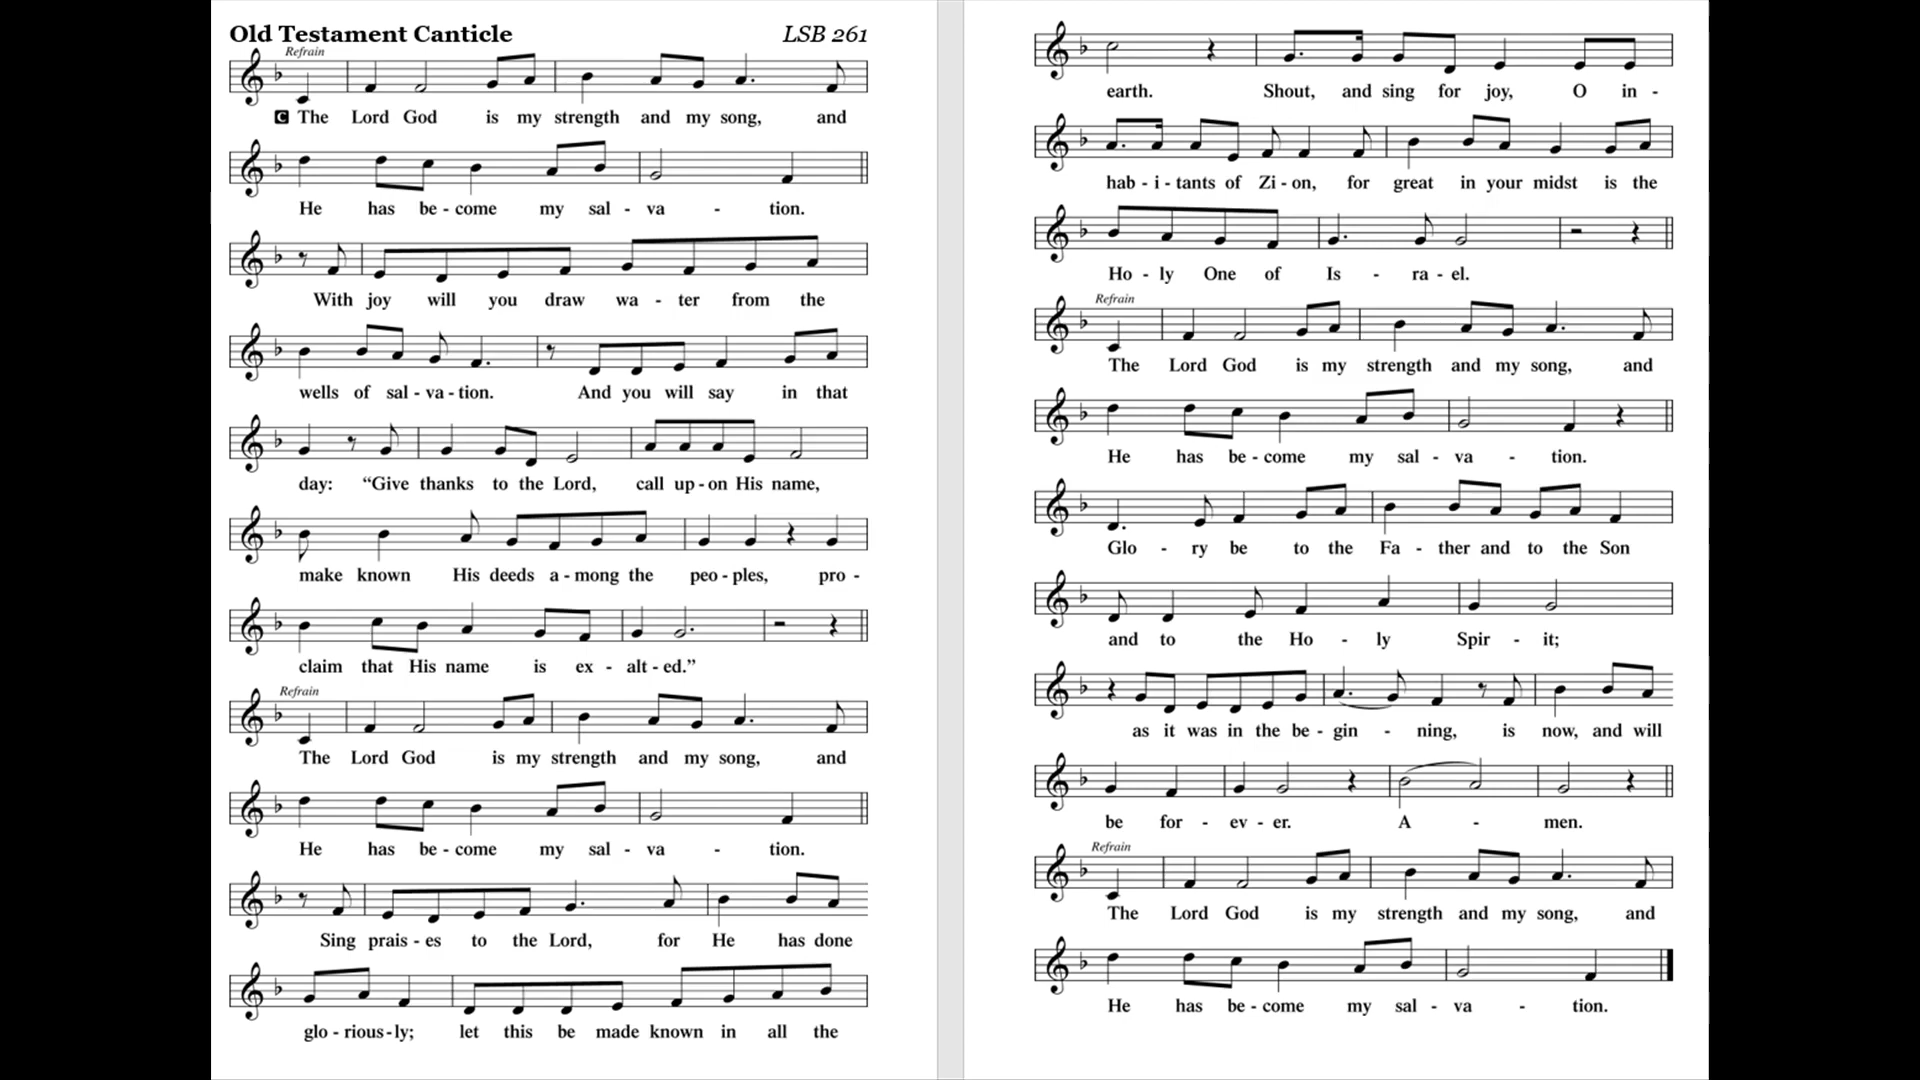 Old Testament Canticle LSB 261
Refrain
C The Lord God is my strength and my song, and
He has be - come my sal - va - tion.
With joy will you draw wa - ter from the
wells of sal - va - tion. And you will say in that
day: “Give thanks to the Lord, call up - on His name,
make known His deeds a - mong the peo - ples, pro -
claim that His name is ex - alt - ed.”
Refrain
The Lord God is my strength and my song, and
He has be - come my sal - va - tion.
Sing prais - es to the Lord, for He has done
glo - rious - ly; let this be made known in all the
earth. Shout, and sing for joy, O in -
hab - i - tants of Zi - on, for great in your midst is the
Ho - ly One of Is - ra - el.
Refrain
The Lord God is my strength and my song, and
He has be - come my sal - va - tion.
Glo - ry be to the Fa - ther and to the Son
and to the Ho - ly Spir - it;
as it was in the be - gin - ning, is now, and will
be for - ev - er. A - men.
Refrain
The Lord God is my strength and my song, and
He has be - come my sal - va - tion.